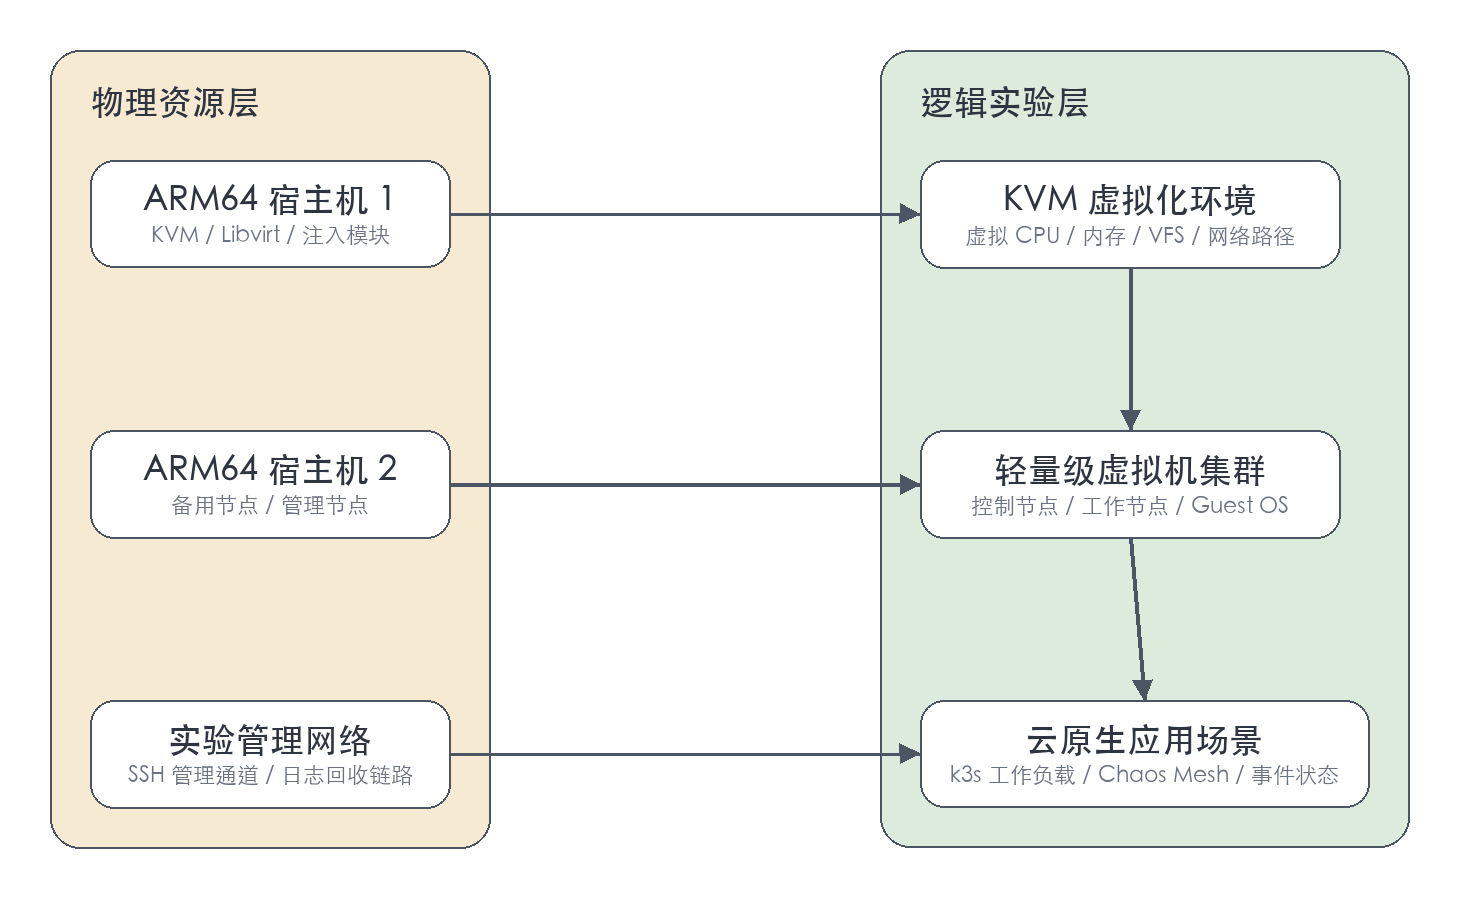 物理资源层
ARM64 宿主机 1
KVM / Libvirt / 注入模块
ARM64 宿主机 2
备用节点 / 管理节点
实验管理网络
SSH 管理通道 / 日志回收链路
逻辑实验层
KVM 虚拟化环境
虚拟 CPU / 内存 / VFS / 网络路径
轻量级虚拟机集群
控制节点 / 工作节点 / Guest OS
云原生应用场景
k3s 工作负载 / Chaos Mesh / 事件状态